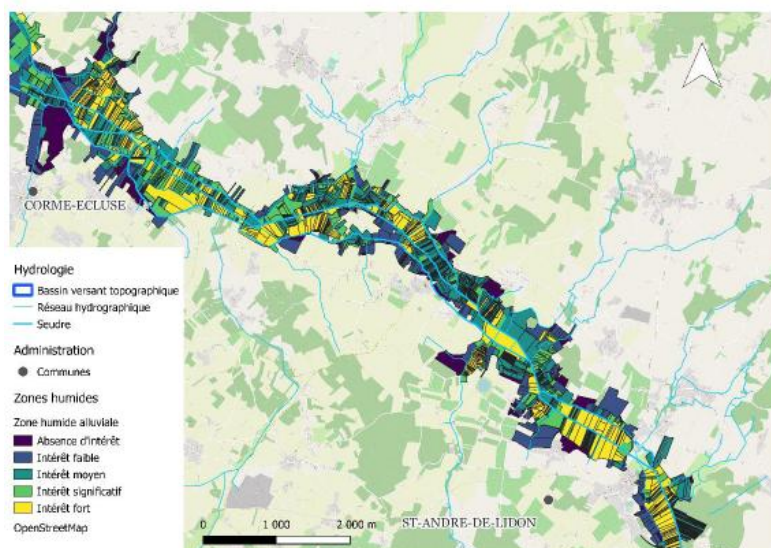 CORME-ECLUSE
Hydrologie
Bassin versant topographique
Réseau hydrographique
Seudre
Administration
Communes
Zones humides
Zone humide alluviale
Absence d'intérêt
Intérêt faible
Intérêt moyen
Intérêt significatif
Intérêt fort
OpenStreetMap
ST-ANDRE-DE-LIDON
0 1 000 2 000 m